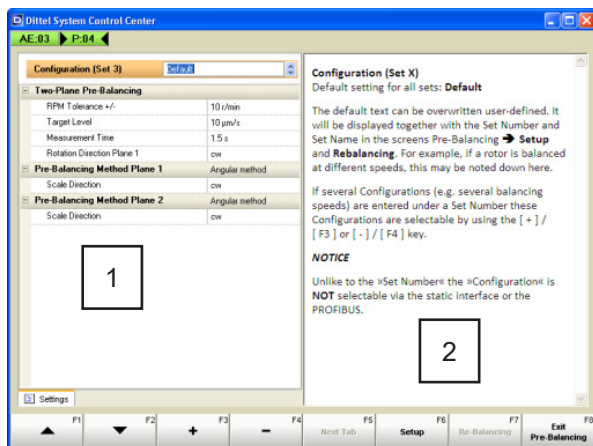 Dittel System Control Center
AE:03 P:04
Configuration (Set 3) Default
Two-Plane Pre-Balancing
RPM Tolerance +/- 10 r/min
Target Level 10 µm/s
Measurement Time 1.5 s
Rotation Direction Plane 1 cw
Pre-Balancing Method Plane 1 Angular method
Scale Direction cw
Pre-Balancing Method Plane 2 Angular method
Scale Direction cw
1
Settings
Configuration (Set X)
Default setting for all sets: Default
The default text can be overwritten user-defined. It
will be displayed together with the Set Number and
Set Name in the screens Pre-Balancing ➔ Setup
and Rebalancing. For example, if a rotor is balanced
at different speeds, this may be noted down here.
If several Configurations (e.g. several balancing
speeds) are entered under a Set Number these
Configurations are selectable by using the [ + ] /
[ F3 ] or [ - ] / [ F4 ] key.
NOTICE
Unlike to the »Set Number« the »Configuration« is
NOT selectable via the static interface or the
PROFIBUS.
2
F1 F2 F3 F4 F5 F6 F7 F8
+ - Next Tab Setup Re-Balancing Exit
Pre-Balancing